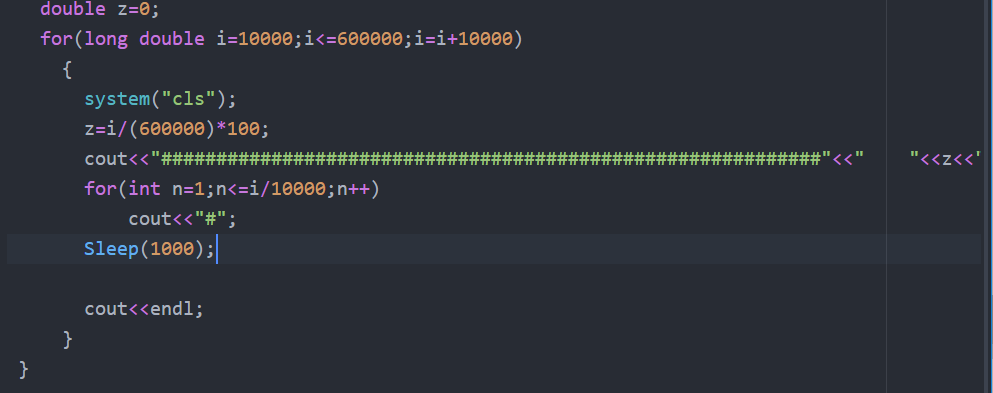 double z=0;
for(long double i=10000;i<=600000;i=i+10000)
{
system("cls");
z=i/(600000)*100;
cout<<"############################################################"<<"    "<<z<<"
for(int n=1;n<=i/10000;n++)
cout<<"#";
Sleep(1000);
cout<<endl;
}
}